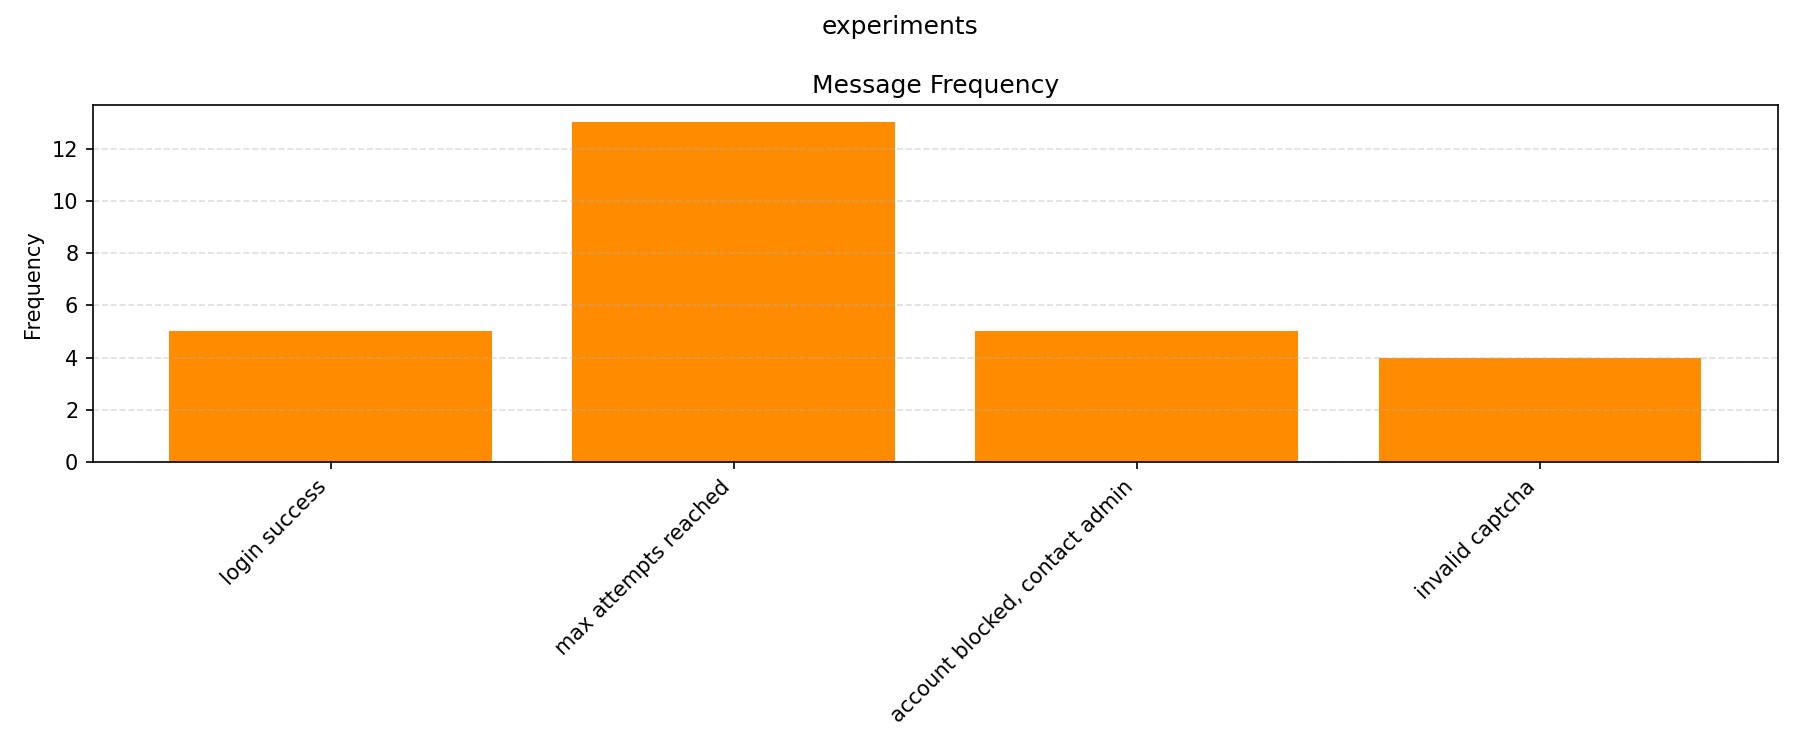 experiments
Message Frequency
Frequency
12
10
8
6
4
2
0
login success
max attempts reached
account blocked, contact admin
invalid captcha